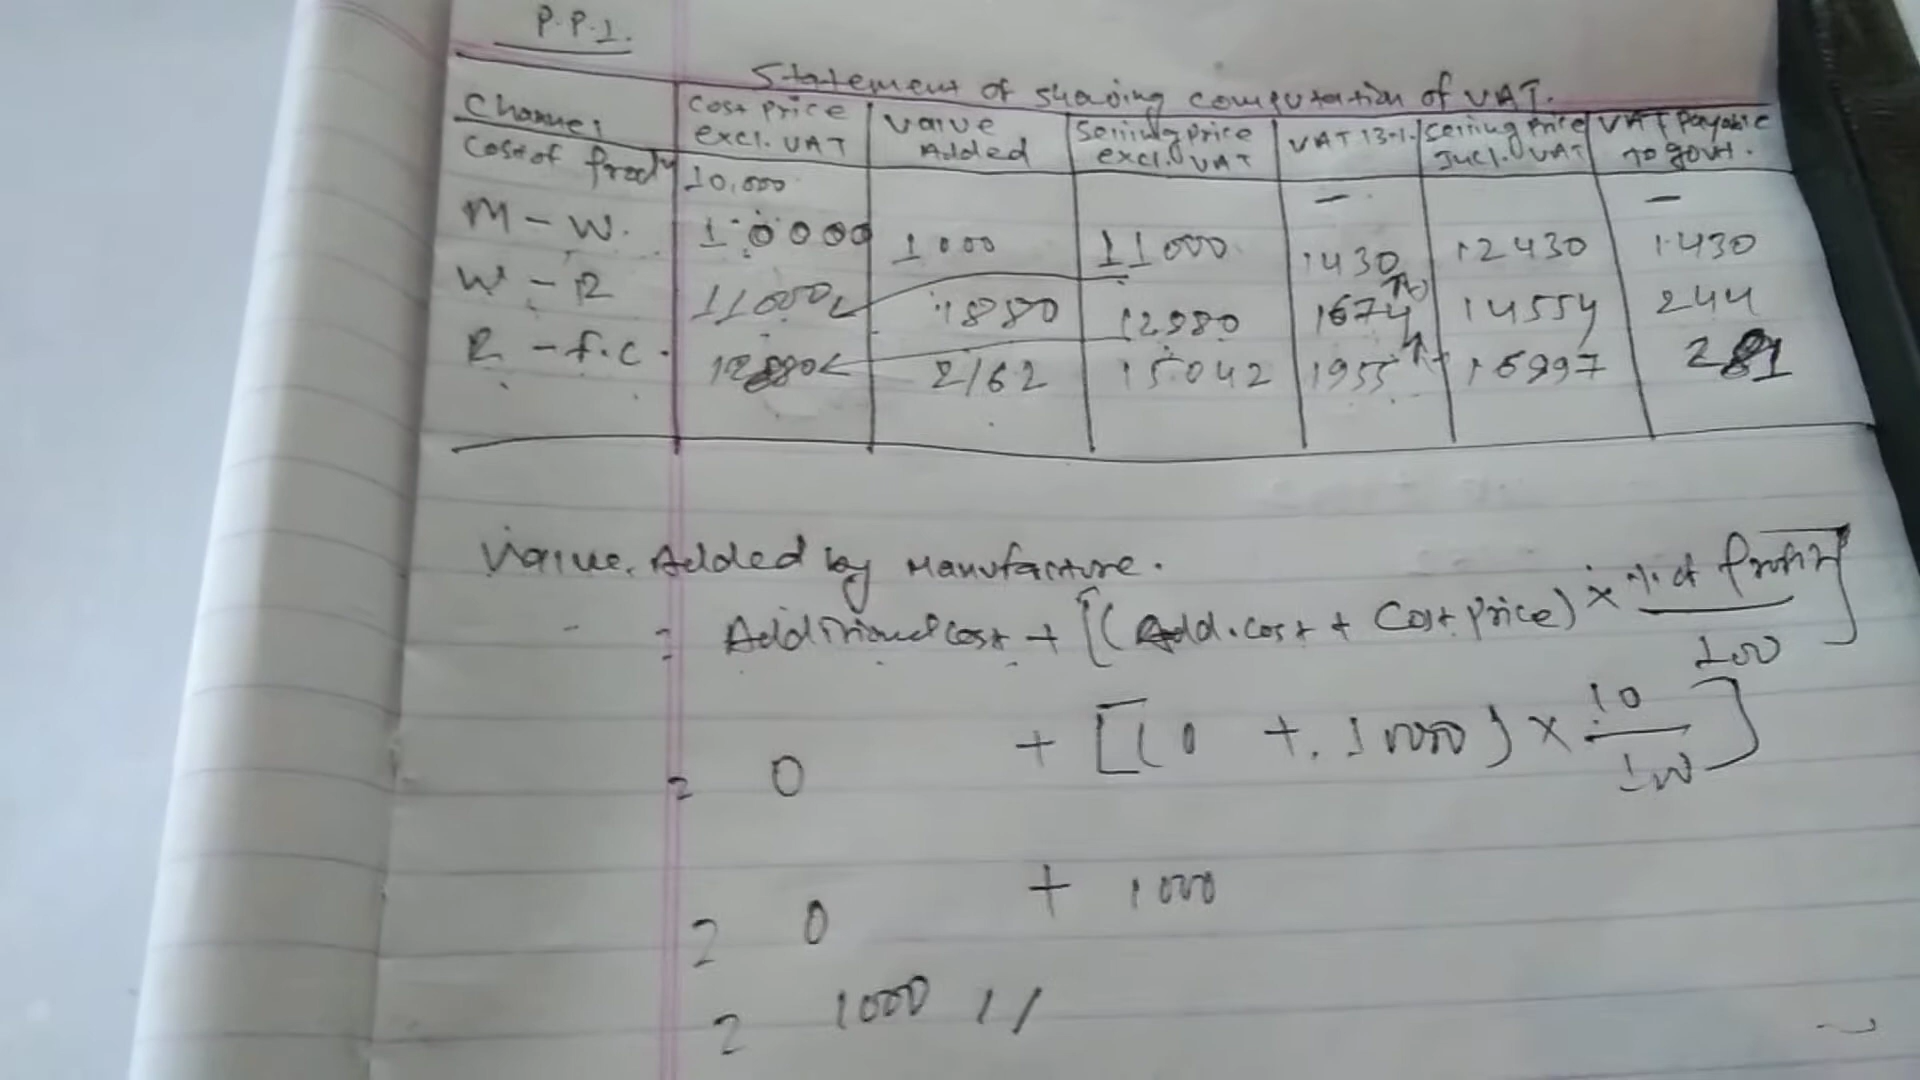 P.P.1.
Statement of showing computation of VAT.
Channel | Cost Price excl. VAT | Value Added | Selling Price excl. VAT | VAT 13% | Selling Price Incl. VAT | VAT Payable to govt.
Cost of Prod | 10,000 | | | - | | -
M - W. | 10000 | 1000 | 11000 | 1430 | 12430 | 1430
W - R | 11000 | 1880 | 12980 | 1674 | 14554 | 244
R - f.c. | 12880 | 2162 | 15042 | 1955 | 16997 | 281
Value Added by Manufacture.
= Additional cost + [(Add. cost + Cost Price) × % of Profit / 100]
= 0 + [(0 + 10000) × 10 / 100]
= 0 + 1000
= 1000 //